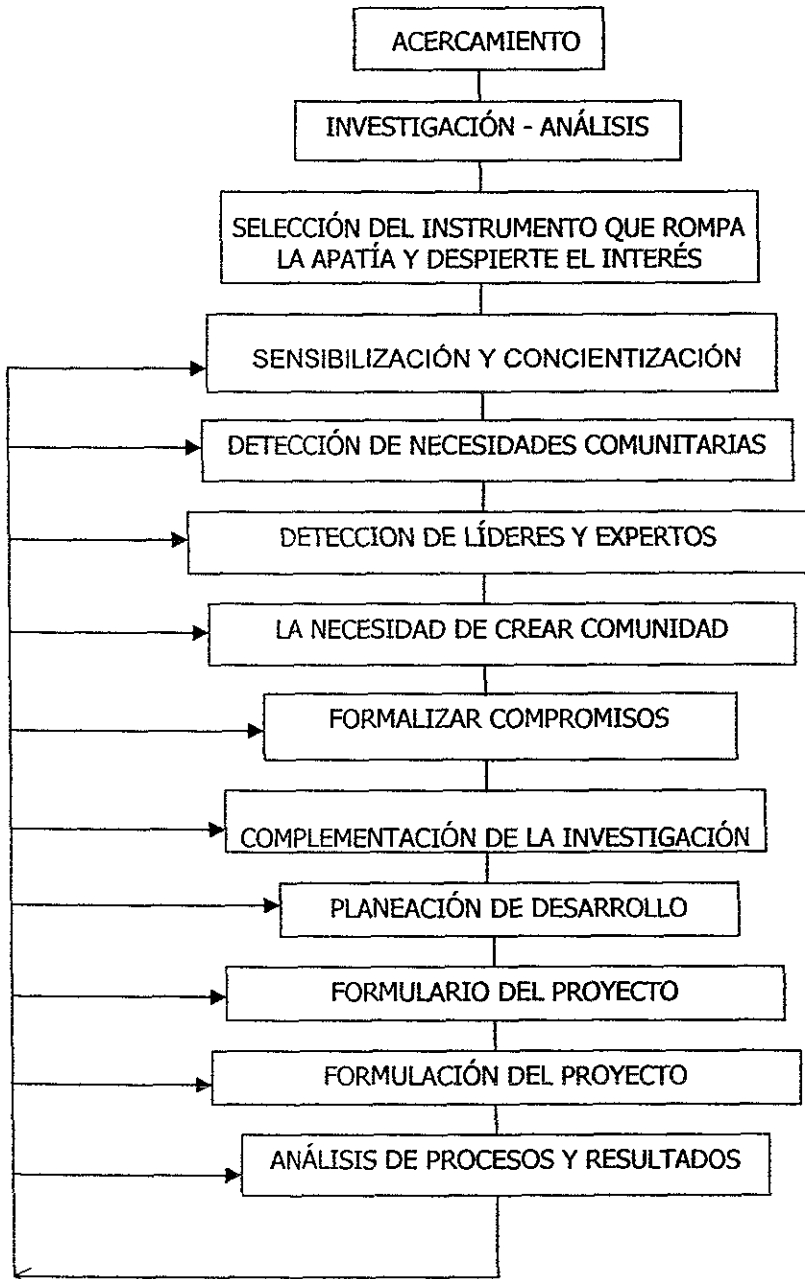 ACERCAMIENTO
INVESTIGACIÓN - ANÁLISIS
SELECCIÓN DEL INSTRUMENTO QUE ROMPA
LA APATÍA Y DESPIERTE EL INTERÉS
SENSIBILIZACIÓN Y CONCIENTIZACIÓN
DETECCIÓN DE NECESIDADES COMUNITARIAS
DETECCION DE LÍDERES Y EXPERTOS
LA NECESIDAD DE CREAR COMUNIDAD
FORMALIZAR COMPROMISOS
COMPLEMENTACIÓN DE LA INVESTIGACIÓN
PLANEACIÓN DE DESARROLLO
FORMULARIO DEL PROYECTO
FORMULACIÓN DEL PROYECTO
ANÁLISIS DE PROCESOS Y RESULTADOS